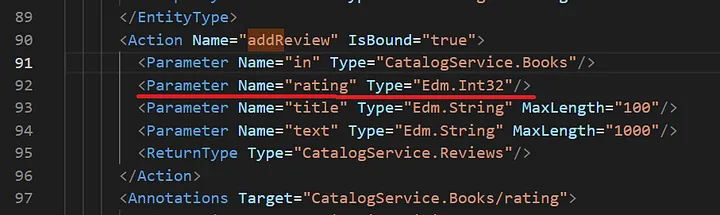 89 </EntityType>
90 <Action Name="addReview" IsBound="true">
91 <Parameter Name="in" Type="CatalogService.Books"/>
92 <Parameter Name="rating" Type="Edm.Int32"/>
93 <Parameter Name="title" Type="Edm.String" MaxLength="100"/>
94 <Parameter Name="text" Type="Edm.String" MaxLength="1000"/>
95 <ReturnType Type="CatalogService.Reviews"/>
96 </Action>
97 <Annotations Target="CatalogService.Books/rating">